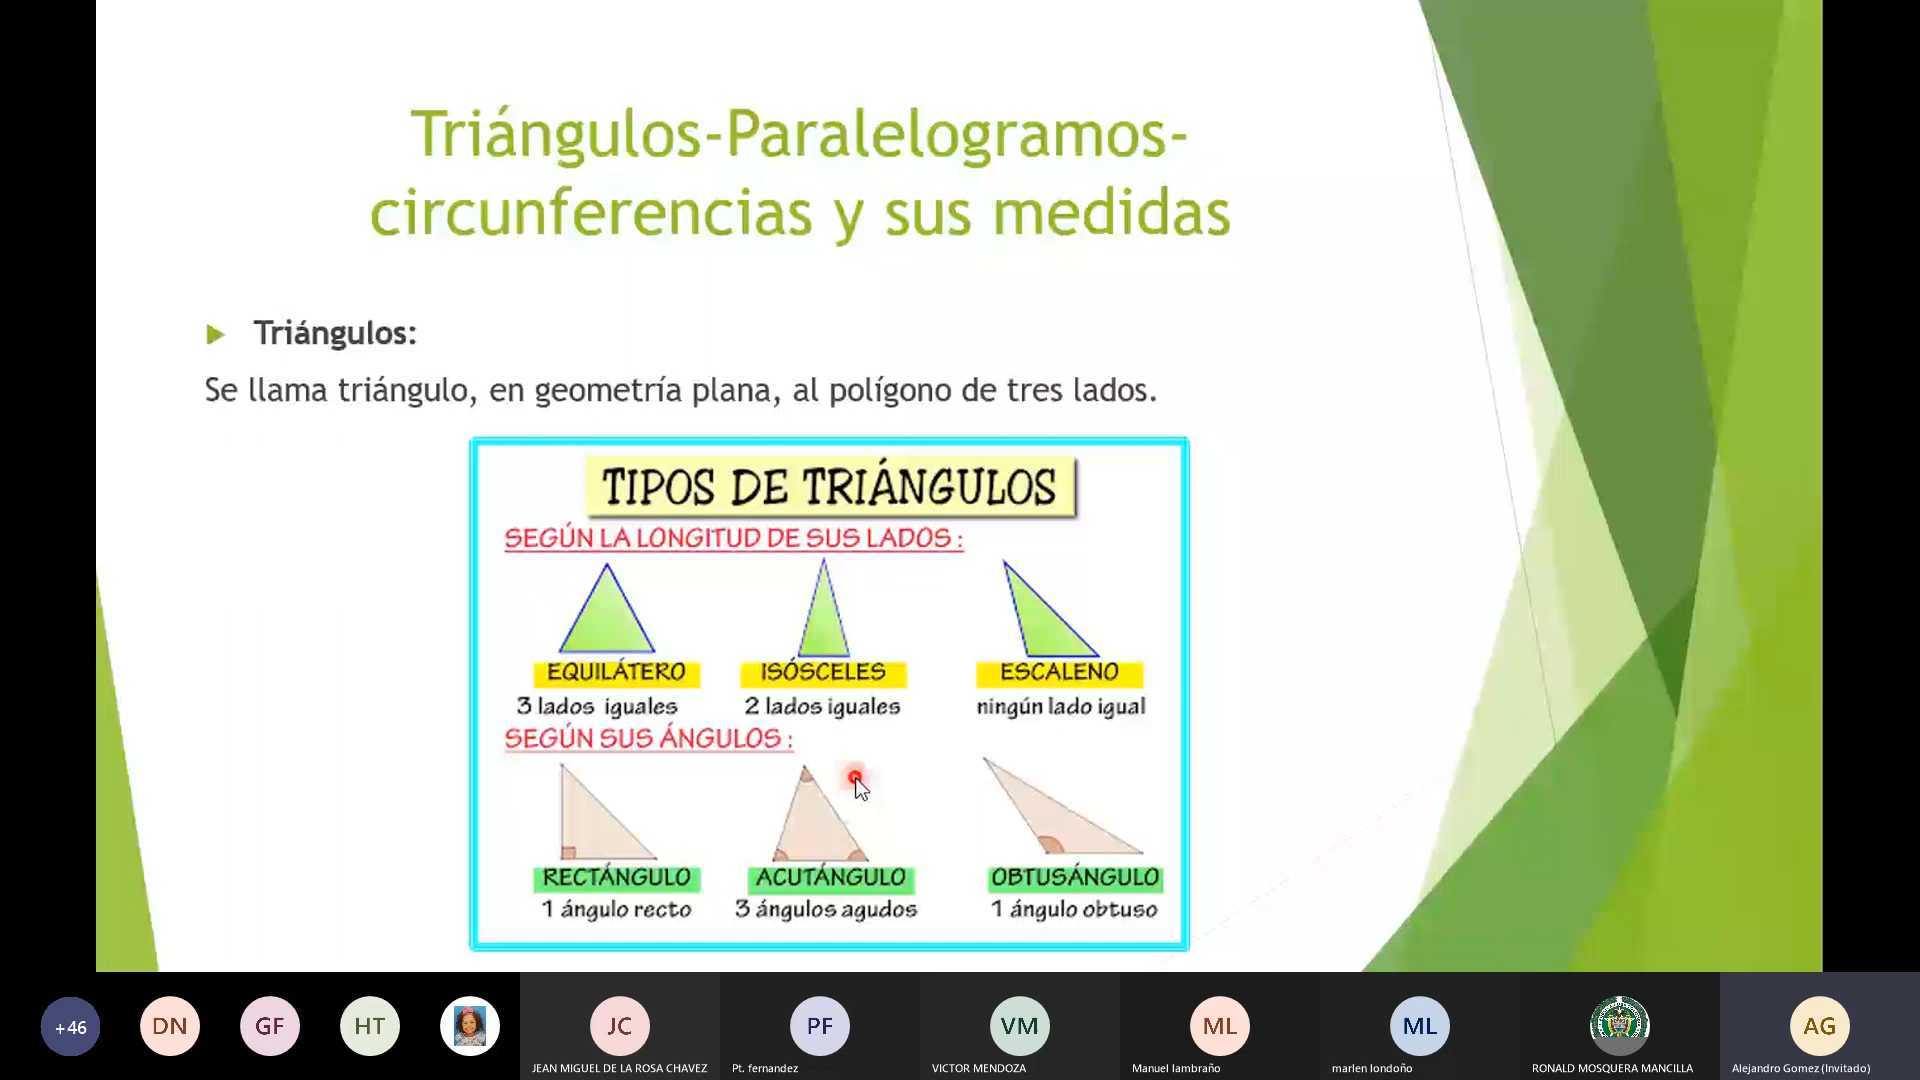 Triángulos-Paralelogramos-
circunferencias y sus medidas
Triángulos:
Se llama triángulo, en geometría plana, al polígono de tres lados.
TIPOS DE TRIÁNGULOS
SEGÚN LA LONGITUD DE SUS LADOS :
EQUILÁTERO ISÓSCELES ESCALENO
3 lados iguales 2 lados iguales ningún lado igual
SEGÚN SUS ÁNGULOS :
RECTÁNGULO ACUTÁNGULO OBTUSÁNGULO
1 ángulo recto 3 ángulos agudos 1 ángulo obtuso
+46 DN GF HT JC PF VM ML ML AG
JEAN MIGUEL DE LA ROSA CHAVEZ Pt. fernandez VICTOR MENDOZA Manuel lambraño marlen londoño RONALD MOSQUERA MANCILLA Alejandro Gomez (Invitado)